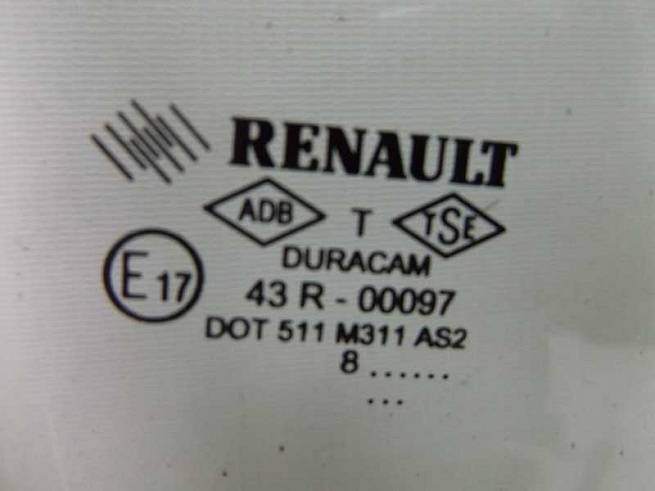 RENAULT
ADB T TSE
DURACAM
E17
43 R - 00097
DOT 511 M311 AS2
8 ......
...